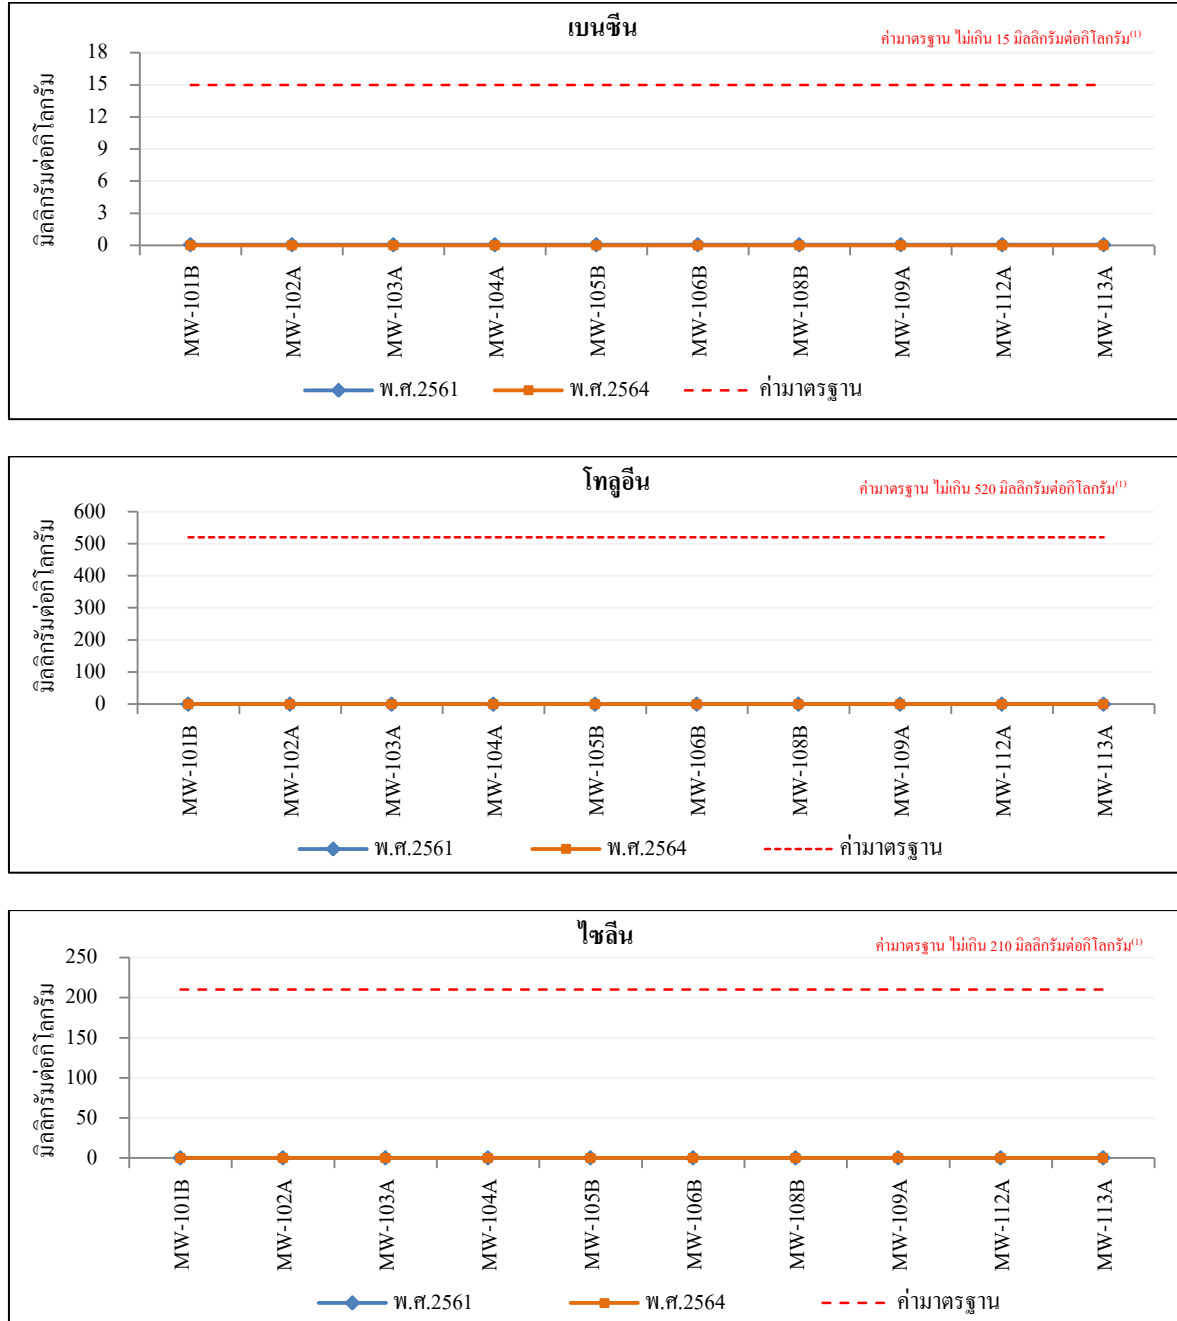 เบนซีน
ค่ามาตรฐาน ไม่เกิน 15 มิลลิกรัมต่อกิโลกรัม(1)
มิลลิกรัมต่อกิโลกรัม
18
15
12
9
6
3
0
MW-101B MW-102A MW-103A MW-104A MW-105B MW-106B MW-108B MW-109A MW-112A MW-113A
พ.ศ.2561 พ.ศ.2564 ค่ามาตรฐาน
โทลูอีน
ค่ามาตรฐาน ไม่เกิน 520 มิลลิกรัมต่อกิโลกรัม(1)
มิลลิกรัมต่อกิโลกรัม
600
500
400
300
200
100
0
MW-101B MW-102A MW-103A MW-104A MW-105B MW-106B MW-108B MW-109A MW-112A MW-113A
พ.ศ.2561 พ.ศ.2564 ค่ามาตรฐาน
ไซลีน
ค่ามาตรฐาน ไม่เกิน 210 มิลลิกรัมต่อกิโลกรัม(1)
มิลลิกรัมต่อกิโลกรัม
250
200
150
100
50
0
MW-101B MW-102A MW-103A MW-104A MW-105B MW-106B MW-108B MW-109A MW-112A MW-113A
พ.ศ.2561 พ.ศ.2564 ค่ามาตรฐาน